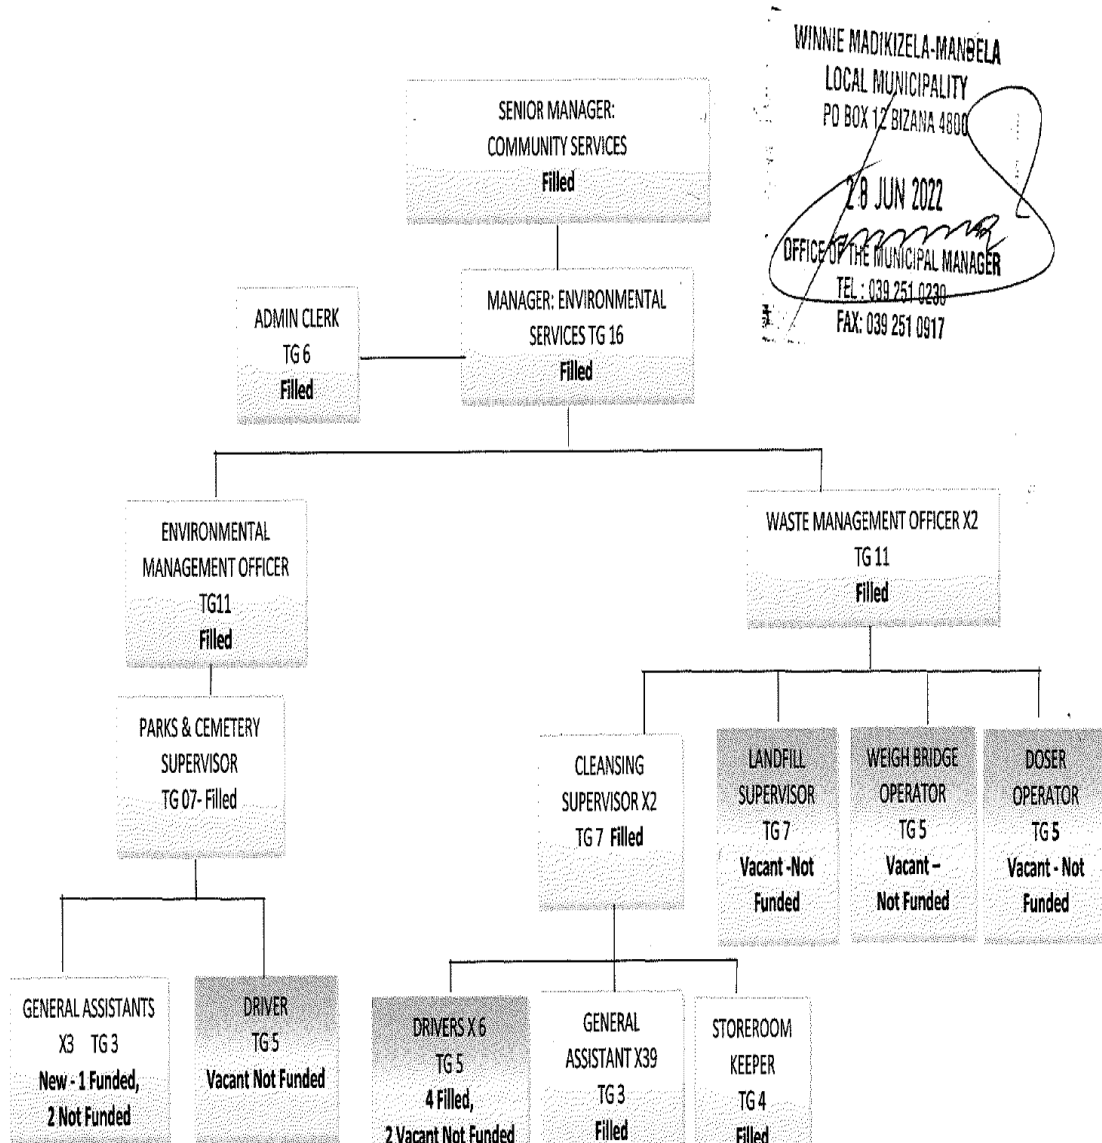 WINNIE MADIKIZELA-MANDELA
LOCAL MUNICIPALITY
PO BOX 12 BIZANA 4800
28 JUN 2022
OFFICE OF THE MUNICIPAL MANAGER
TEL : 039 251 0230
FAX: 039 251 0917
SENIOR MANAGER:
COMMUNITY SERVICES
Filled
ADMIN CLERK
TG 6
Filled
MANAGER: ENVIRONMENTAL
SERVICES TG 16
Filled
ENVIRONMENTAL
MANAGEMENT OFFICER
TG11
Filled
WASTE MANAGEMENT OFFICER X2
TG 11
Filled
PARKS & CEMETERY
SUPERVISOR
TG 07- Filled
CLEANSING
SUPERVISOR X2
TG 7 Filled
LANDFILL
SUPERVISOR
TG 7
Vacant -Not
Funded
WEIGH BRIDGE
OPERATOR
TG 5
Vacant –
Not Funded
DOSER
OPERATOR
TG 5
Vacant - Not
Funded
GENERAL ASSISTANTS
X3 TG 3
New - 1 Funded,
2 Not Funded
DRIVER
TG 5
Vacant Not Funded
DRIVERS X 6
TG 5
4 Filled,
2 Vacant Not Funded
GENERAL
ASSISTANT X39
TG 3
Filled
STOREROOM
KEEPER
TG 4
Filled